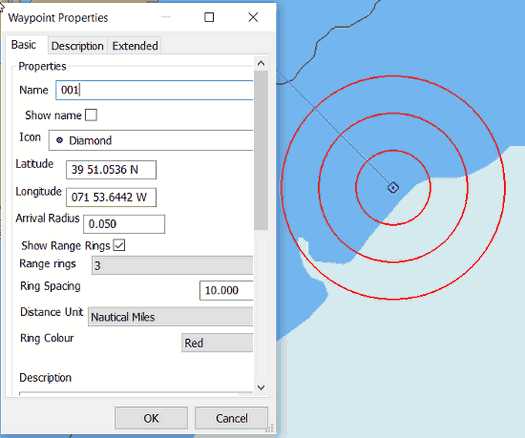 Waypoint Properties
Basic Description Extended
Properties
Name 001
Show name
Icon Diamond
Latitude 39 51.0536 N
Longitude 071 53.6442 W
Arrival Radius 0.050
Show Range Rings
Range rings 3
Ring Spacing 10.000
Distance Unit Nautical Miles
Ring Colour Red
Description
OK Cancel